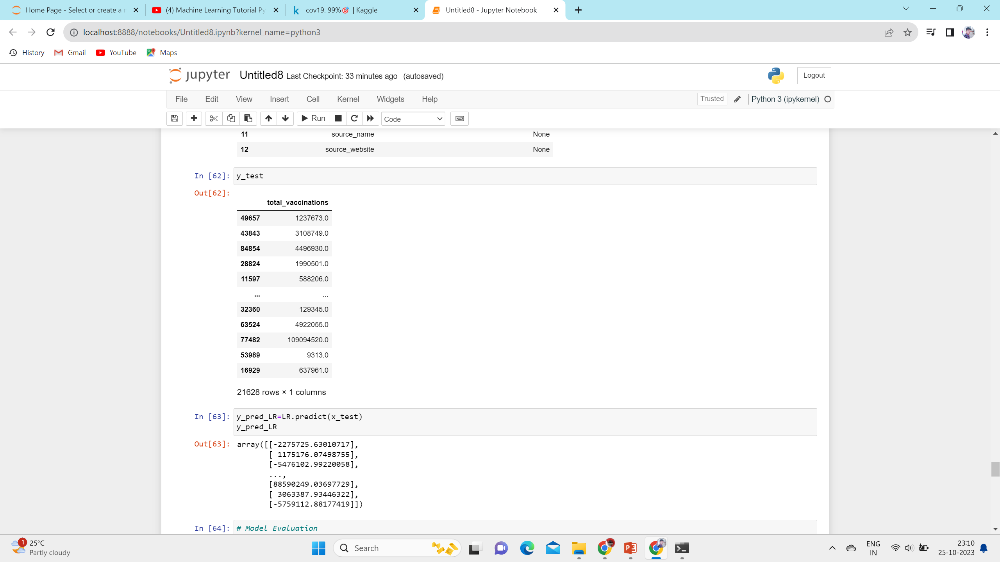 Home Page - Select or create a n
(4) Machine Learning Tutorial Py
cov19. 99%🎯 | Kaggle
Untitled8 - Jupyter Notebook
localhost:8888/notebooks/Untitled8.ipynb?kernel_name=python3
History
Gmail
YouTube
Maps
jupyter Untitled8 Last Checkpoint: 33 minutes ago (autosaved)
Logout
File Edit View Insert Cell Kernel Widgets Help
Trusted
Python 3 (ipykernel)
Run
Code
11 source_name None
12 source_website None
In [62]: y_test
Out[62]:
total_vaccinations
49657 1237673.0
43843 3108749.0
84854 4496930.0
28824 1990501.0
11597 588206.0
... ...
32360 129345.0
63524 4922055.0
77482 109094520.0
53989 9313.0
16929 637961.0
21628 rows × 1 columns
In [63]: y_pred_LR=LR.predict(x_test)
y_pred_LR
Out[63]: array([[-2275725.63010717],
[ 1175176.07498755],
[-5476102.99220058],
...,
[88590249.03697729],
[ 3063387.93446322],
[-5759112.88177419]])
In [64]: # Model Evaluation
1
25°C
Partly cloudy
Search
ENG
IN
23:10
25-10-2023